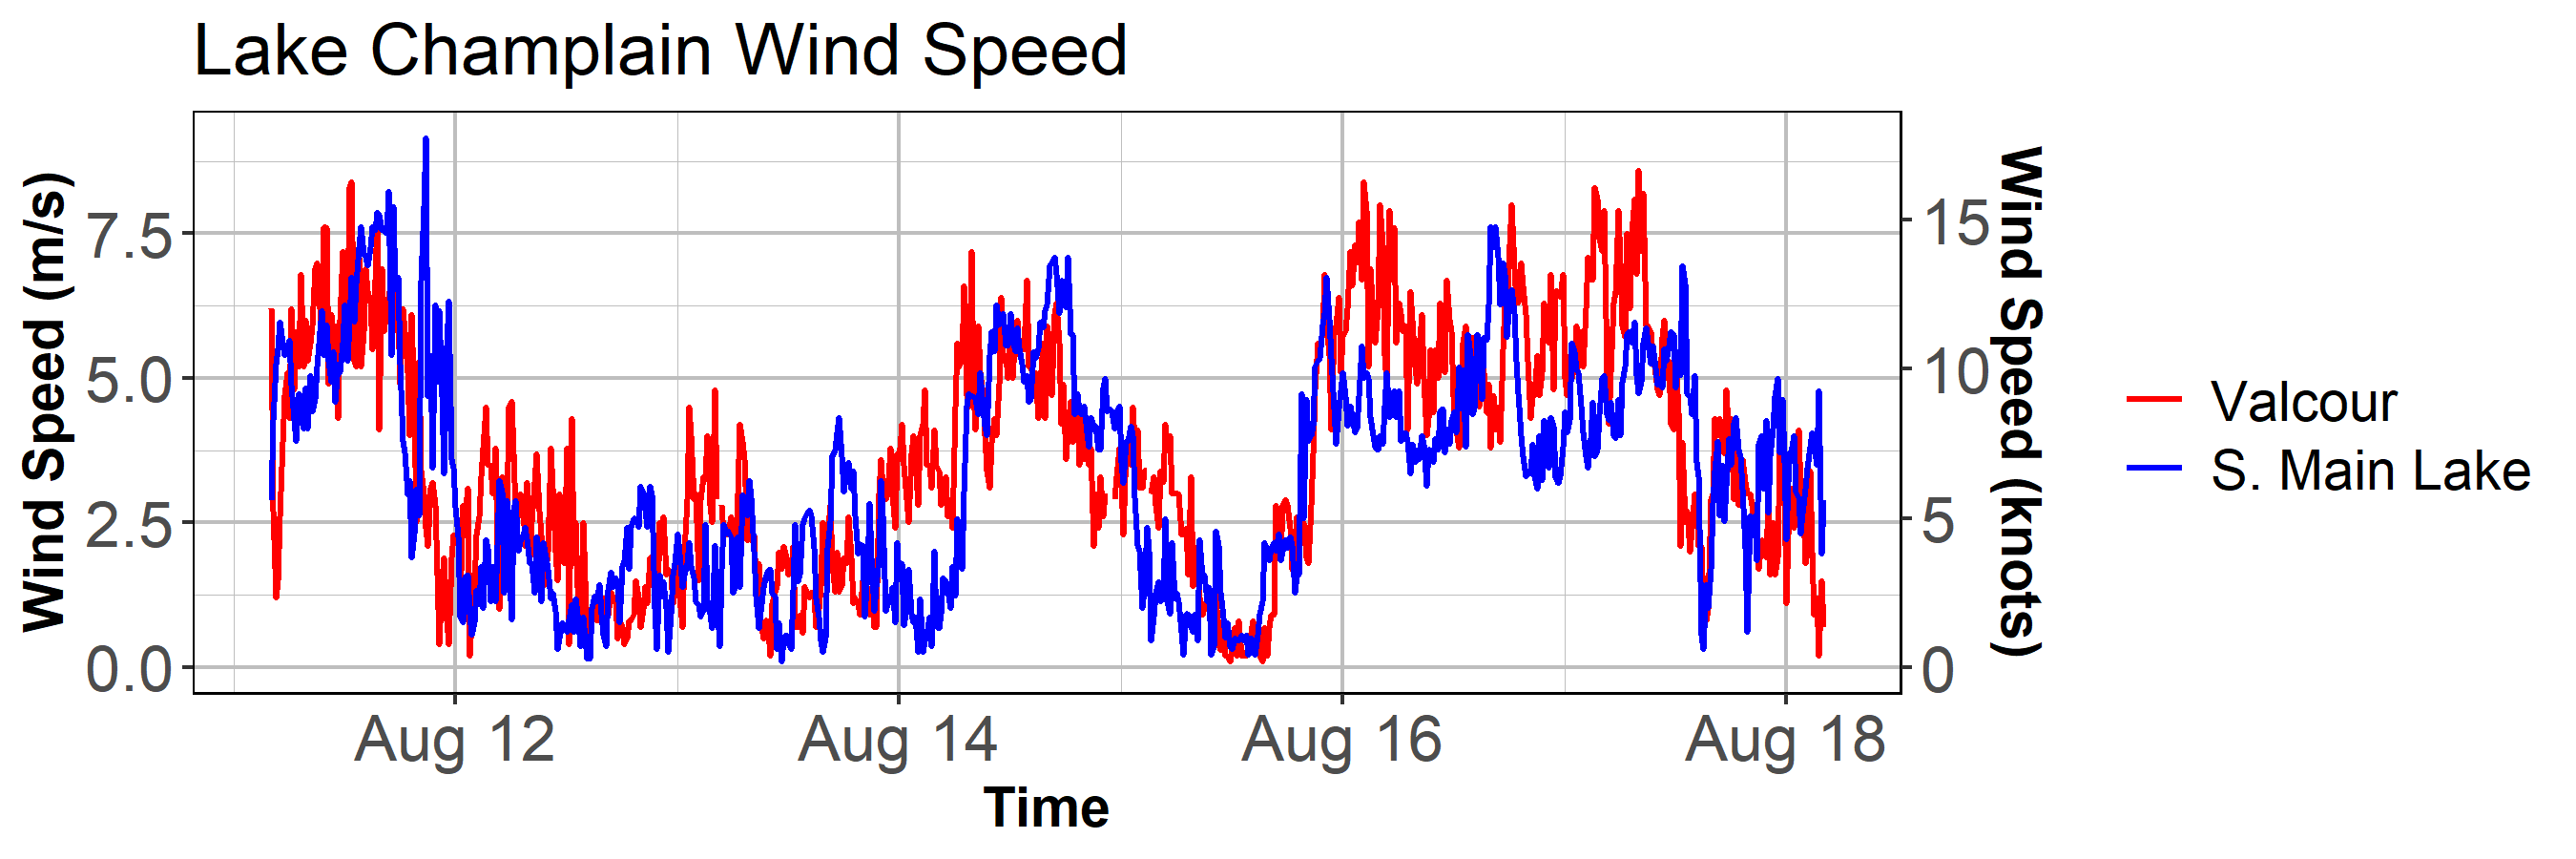 Lake Champlain Wind Speed
Wind Speed (m/s)
7.5
5.0
2.5
0.0
15
10
5
0
Wind Speed (knots)
Valcour
S. Main Lake
Aug 12
Aug 14
Aug 16
Aug 18
Time